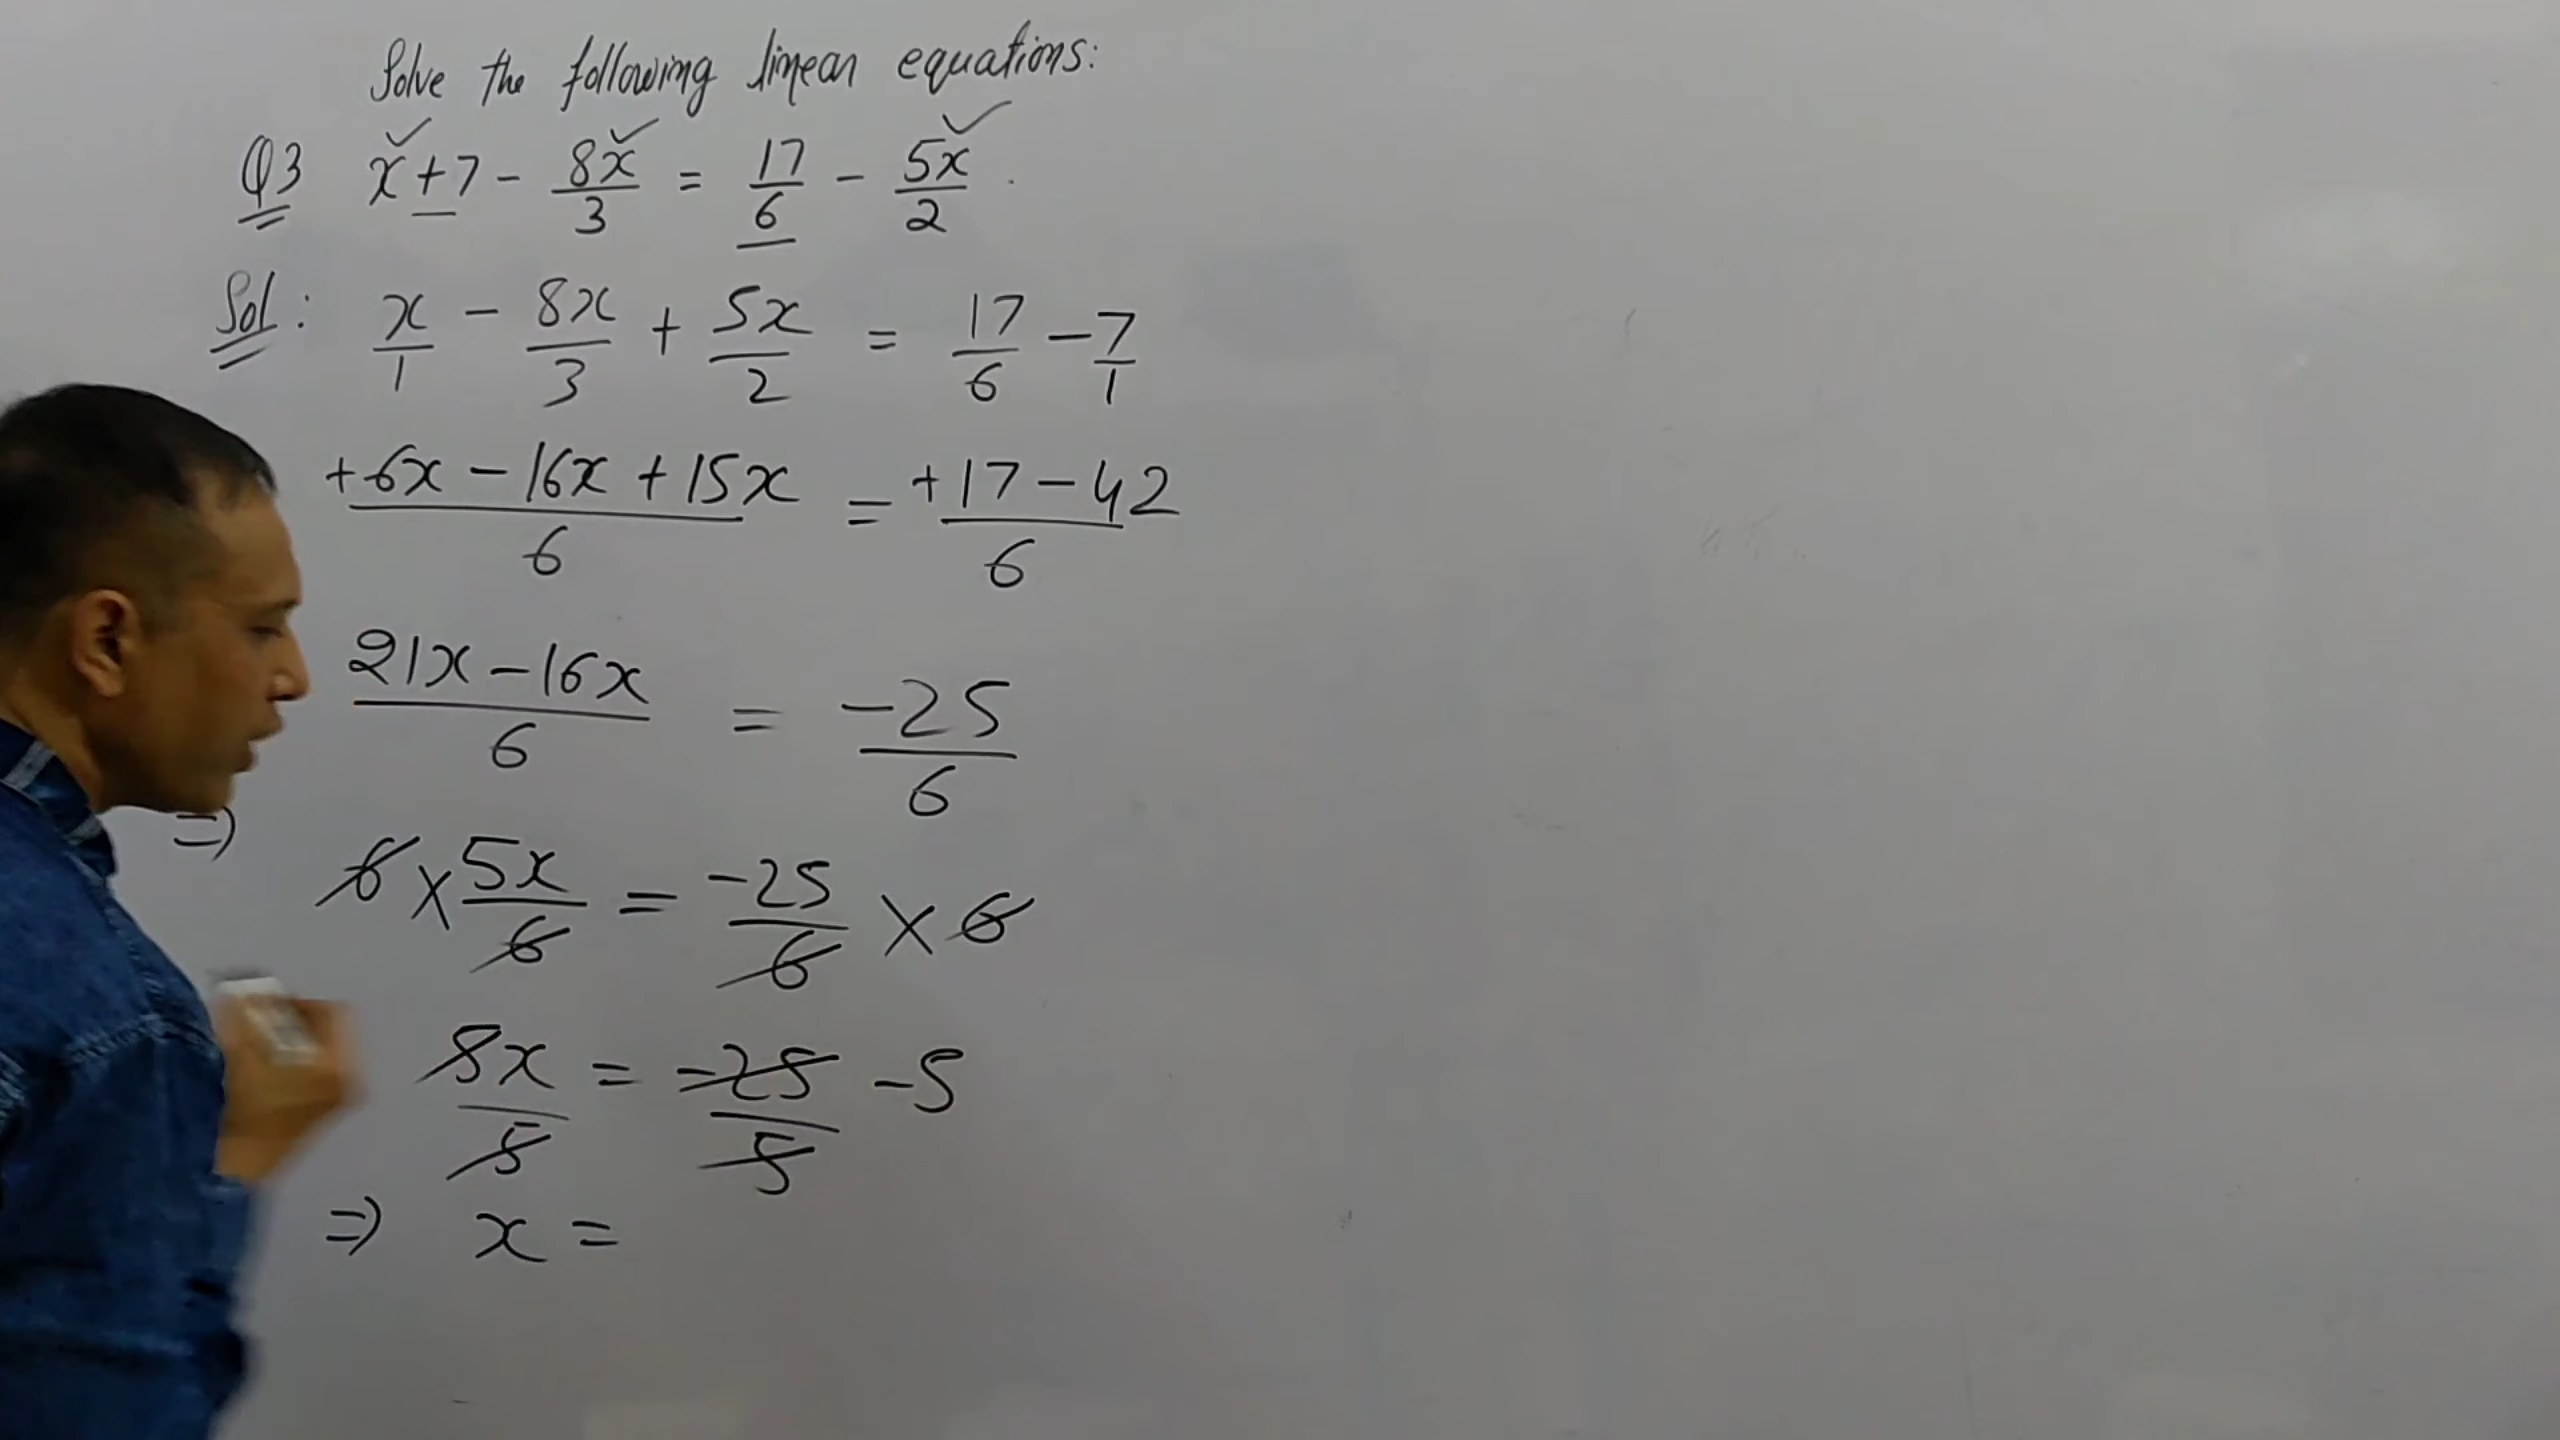 Solve the following linear equations:
Q3 x + 7 - 8x/3 = 17/6 - 5x/2 .
Sol: x/1 - 8x/3 + 5x/2 = 17/6 - 7/1
+6x - 16x + 15x / 6 = +17 - 42 / 6
21x - 16x / 6 = -25/6
=> 6 × 5x/6 = -25/6 × 6
5x/5 = -25/5 -5
=> x =